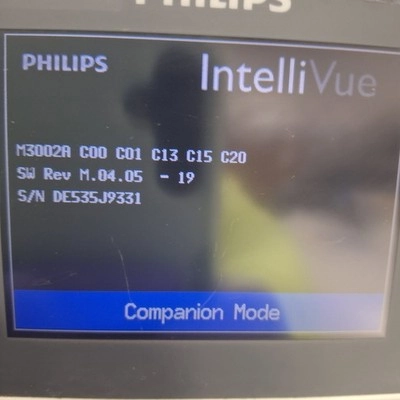 PHILIPS
PHILIPS
IntelliVue
M3002A C00 C01 C13 C15 C20
SW Rev M.04.05 - 19
S/N DE535J9331
Companion Mode